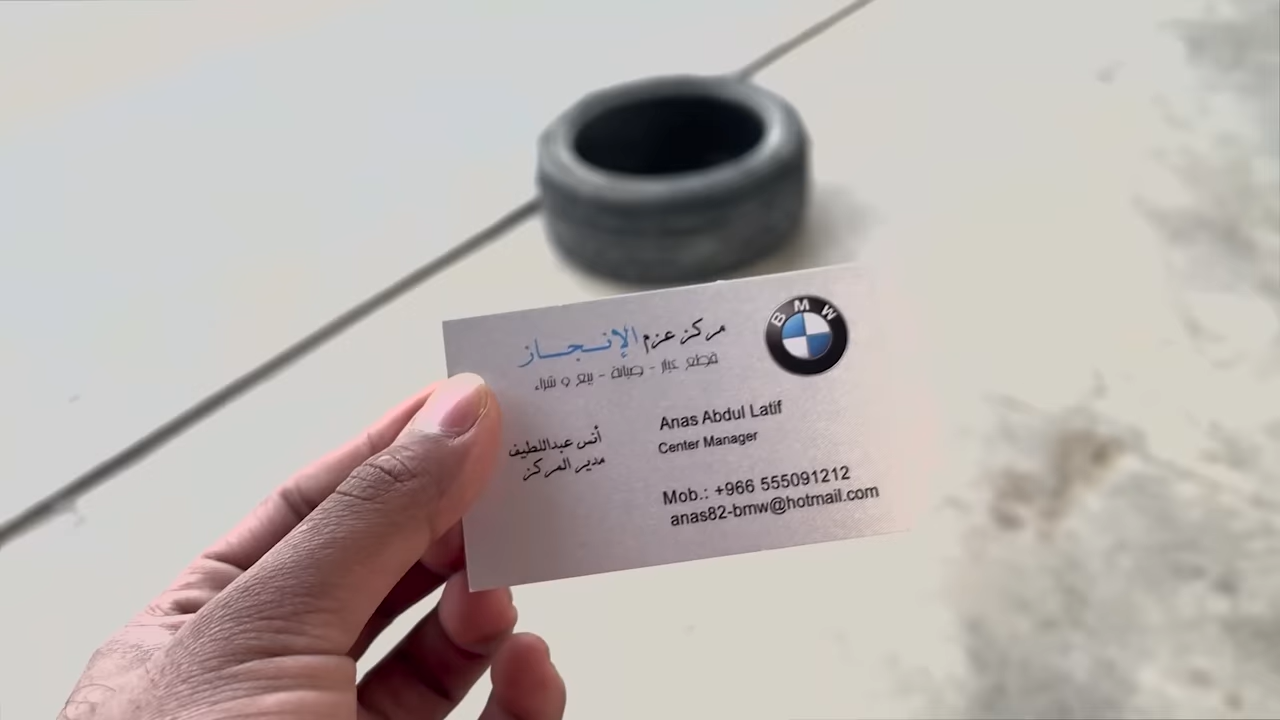 مركز عزم الإنجاز
قطع غيار - صيانة - بيع و شراء
BMW
أنس عبداللطيف
مدير المركز
Anas Abdul Latif
Center Manager
Mob.: +966 555091212
anas82-bmw@hotmail.com